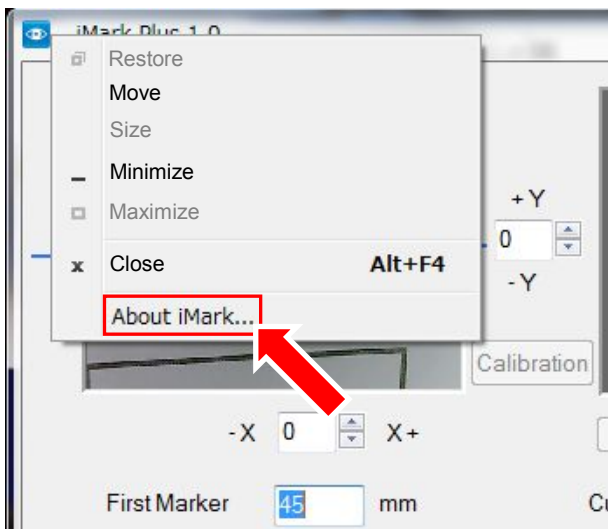 iMark Plus 1.0
Restore
Move
Size
Minimize
Maximize
Close Alt+F4
About iMark...
+ Y
0
- Y
Calibration
- X 0 X +
First Marker 45 mm